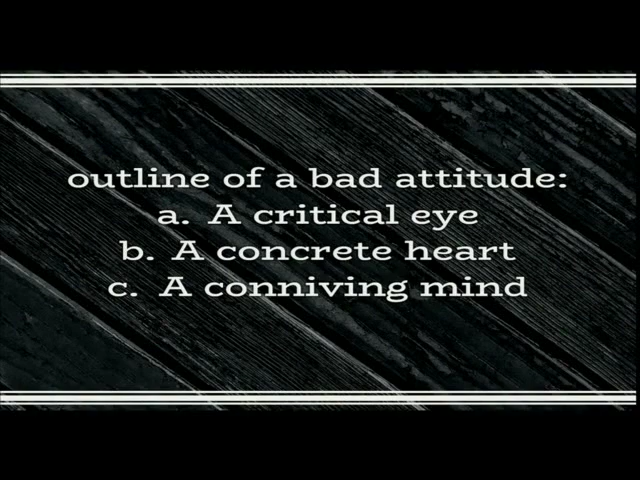 outline of a bad attitude:
a. A critical eye
b. A concrete heart
c. A conniving mind